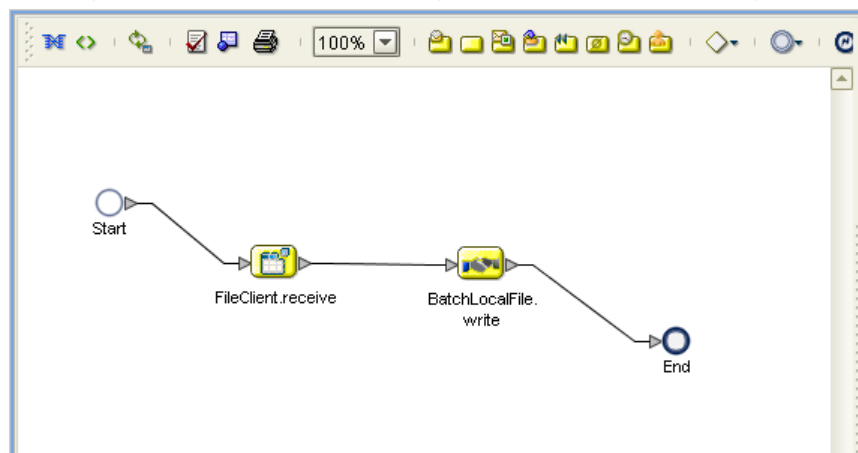 100%
Start
FileClient.receive
BatchLocalFile.
write
End